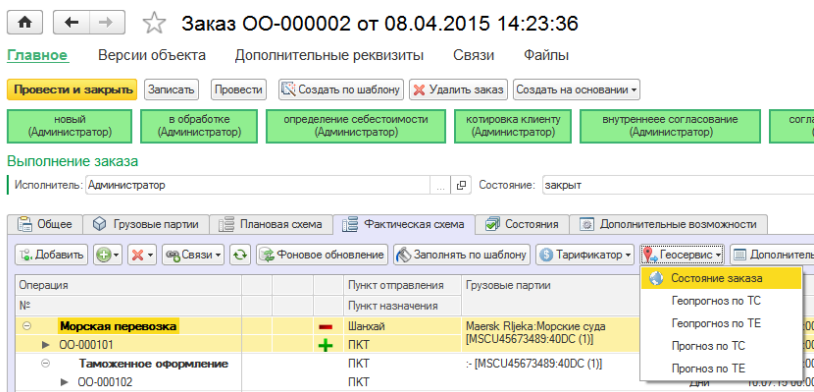 Заказ ОО-000002 от 08.04.2015 14:23:36
Главное Версии объекта Дополнительные реквизиты Связи Файлы
Провести и закрыть Записать Провести Создать по шаблону Удалить заказ Создать на основании
новый в обработке определение себестоимости котировка клиенту внутреннеее согласование согла
(Администратор) (Администратор) (Администратор) (Администратор) (Администратор) (
Выполнение заказа
Исполнитель: Администратор ... Состояние: закрыт
Общее Грузовые партии Плановая схема Фактическая схема Состояния Дополнительные возможности
Добавить Связи Фоновое обновление Заполнять по шаблону Тарификатор Геосервис Дополнитель
Состояние заказа
Операция Пункт отправления Грузовые партии
Геопрогноз по ТС
№ Пункт назначения
Геопрогноз по ТЕ
Морская перевозка Шанхай Maersk Rijeka:Морские суда
ОО-000101 ПКТ [MSCU45673489:40DC (1)]
Прогноз по ТС
Таможенное оформление ПКТ :- [MSCU45673489:40DC (1)]
Прогноз по ТЕ
ОО-000102 ПКТ